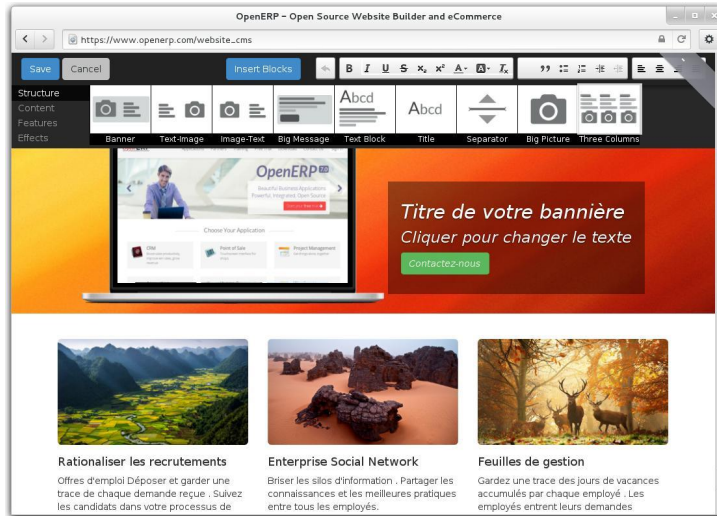 OpenERP – Open Source Website Builder and eCommerce
https://www.openerp.com/website_cms
Save
Cancel
Insert Blocks
B I U S x₂ x² A A Ix
Structure
Content
Features
Effects
Abcd
Abcd
Banner
Text-Image
Image-Text
Big Message
Text Block
Title
Separator
Big Picture
Three Columns
OpenERP 7.0
Beautiful Business Applications
Powerful, Integrated, Open Source
Choose Your Application
CRM
Point of Sale
Project Management
Titre de votre bannière
Cliquer pour changer le texte
Contactez-nous
Rationaliser les recrutements
Offres d'emploi Déposer et garder une
trace de chaque demande reçue . Suivez
les candidats dans votre processus de
Enterprise Social Network
Briser les silos d'information . Partager les
connaissances et les meilleures pratiques
entre tous les employés.
Feuilles de gestion
Gardez une trace des jours de vacances
accumulés par chaque employé . Les
employés entrent leurs demandes